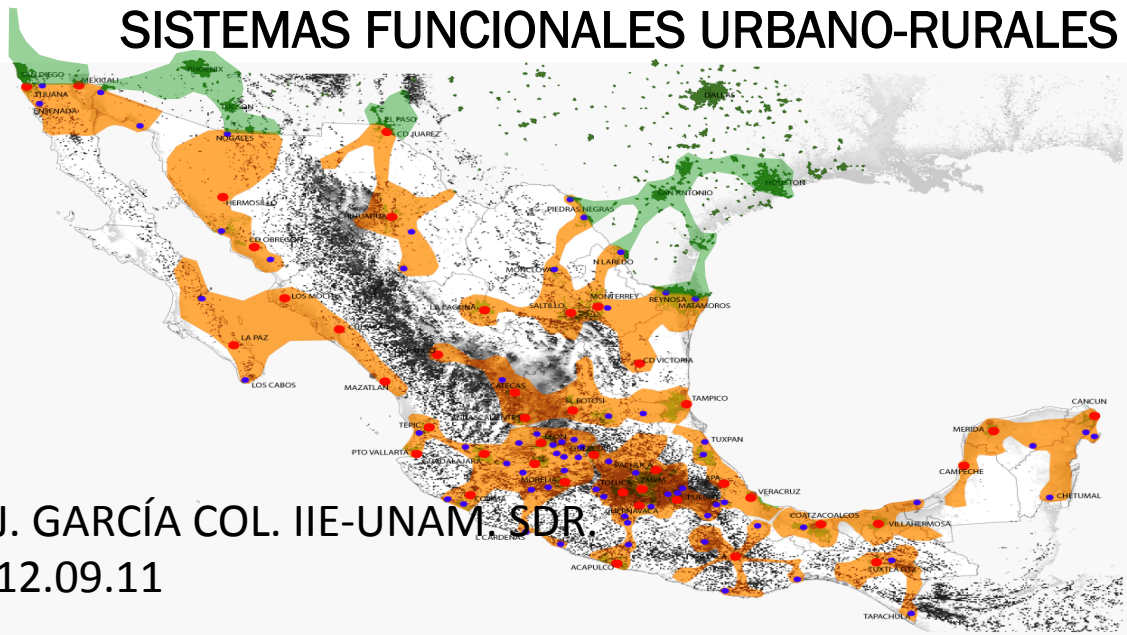 SISTEMAS FUNCIONALES URBANO-RURALES
SAN DIEGO
MEXICALI
PHOENIX
TIJUANA
ENSENADA
NOGALES
EL PASO
CD JUAREZ
DALLAS
SAN ANTONIO
HOUSTON
HERMOSILLO
CHIHUAHUA
PIEDRAS NEGRAS
CD OBREGON
N LAREDO
MONCLOVA
LOS MOCHIS
LA LAGUNA
SALTILLO
MONTERREY
REYNOSA
MATAMOROS
LA PAZ
CD VICTORIA
LOS CABOS
MAZATLAN
ZACATECAS
SL POTOSI
TAMPICO
CANCUN
TEPIC
AGUASCALIENTES
LEON
TUXPAN
MERIDA
PTO VALLARTA
GUADALAJARA
QUERETARO
PACHUCA
CAMPECHE
MORELIA
TOLUCA
ZMVM
XALAPA
COLIMA
PUEBLA
VERACRUZ
CHETUMAL
CUERNAVACA
COATZACOALCOS
VILLAHERMOSA
J. GARCÍA COL. IIE-UNAM. SDR.
12.09.11
L CARDENAS
ACAPULCO
TUXTLA GTZ
TAPACHULA